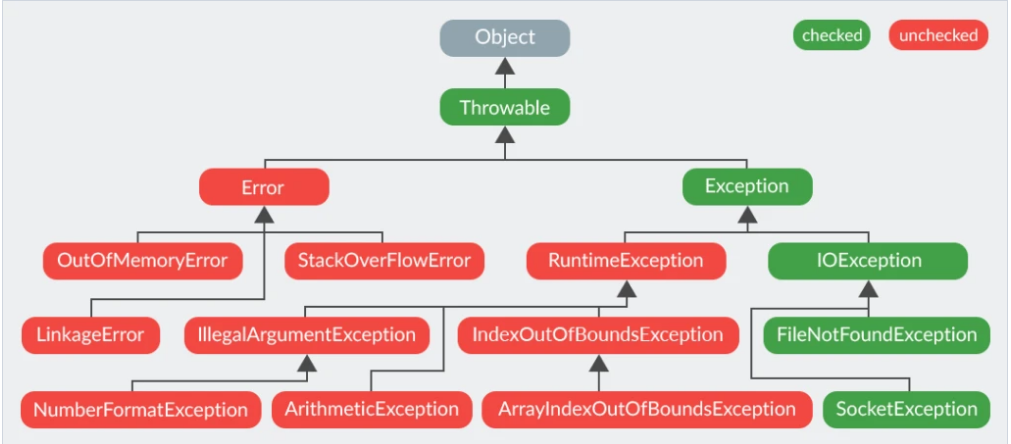 Object
checked
unchecked
Throwable
Error
Exception
OutOfMemoryError
StackOverFlowError
RuntimeException
IOException
LinkageError
IllegalArgumentException
IndexOutOfBoundsException
FileNotFoundException
NumberFormatException
ArithmeticException
ArrayIndexOutOfBoundsException
SocketException